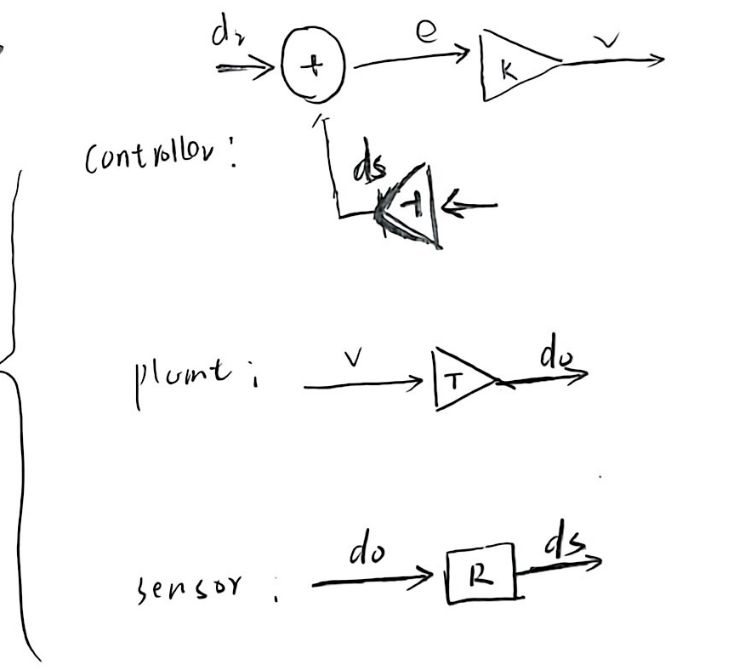 dr
+
e
K
v
controller:
ds
-1
plant:
v
T
do
sensor:
do
R
ds